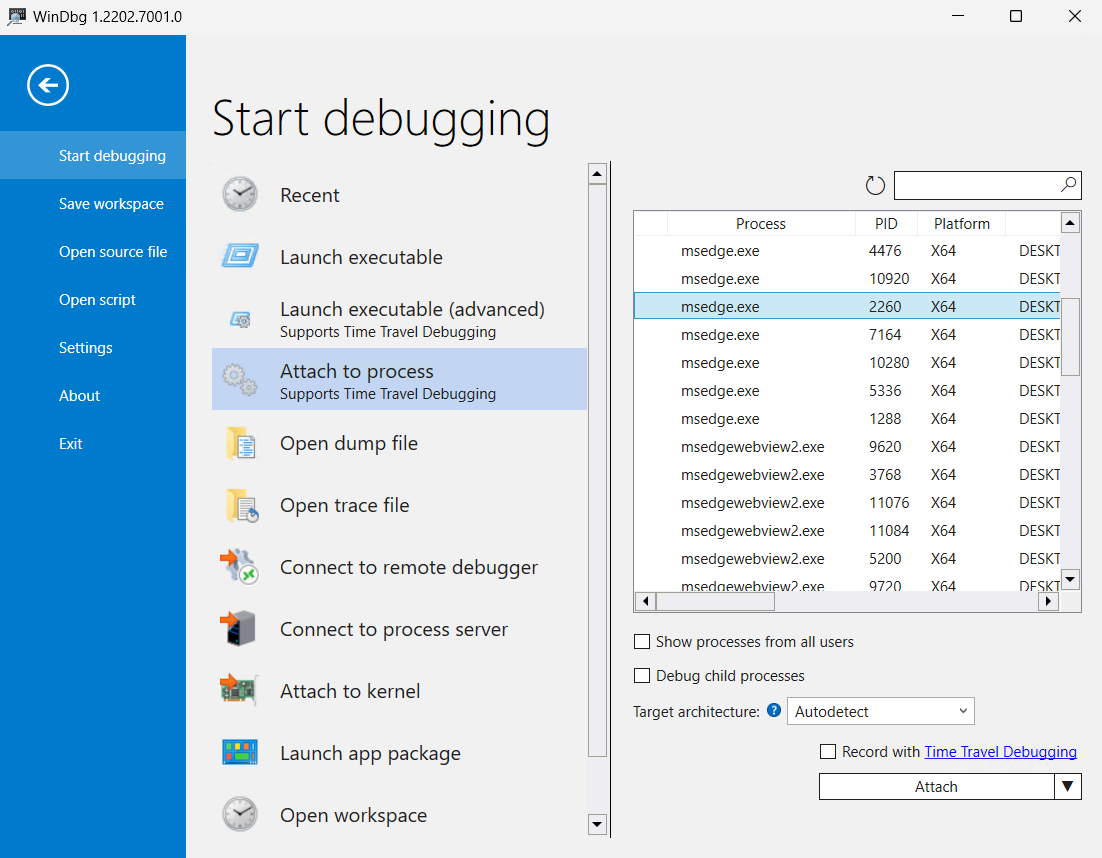 WinDbg 1.2202.7001.0
Start debugging
Save workspace
Open source file
Open script
Settings
About
Exit
Start debugging
Recent
Launch executable
Launch executable (advanced)
Supports Time Travel Debugging
Attach to process
Supports Time Travel Debugging
Open dump file
Open trace file
Connect to remote debugger
Connect to process server
Attach to kernel
Launch app package
Open workspace
Process PID Platform
msedge.exe 4476 X64 DESKT
msedge.exe 10920 X64 DESKT
msedge.exe 2260 X64 DESKT
msedge.exe 7164 X64 DESKT
msedge.exe 10280 X64 DESKT
msedge.exe 5336 X64 DESKT
msedge.exe 1288 X64 DESKT
msedgewebview2.exe 9620 X64 DESKT
msedgewebview2.exe 3768 X64 DESKT
msedgewebview2.exe 11076 X64 DESKT
msedgewebview2.exe 11084 X64 DESKT
msedgewebview2.exe 5200 X64 DESKT
msedgewebview2.exe 9720 X64 DESKT
Show processes from all users
Debug child processes
Target architecture: ? Autodetect
Record with Time Travel Debugging
Attach